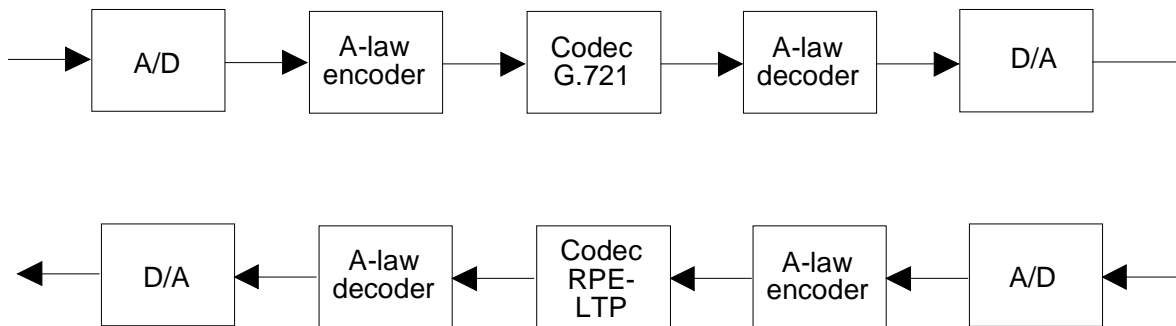 A/D
A-law
encoder
Codec
G.721
A-law
decoder
D/A
D/A
A-law
decoder
Codec
RPE-
LTP
A-law
encoder
A/D